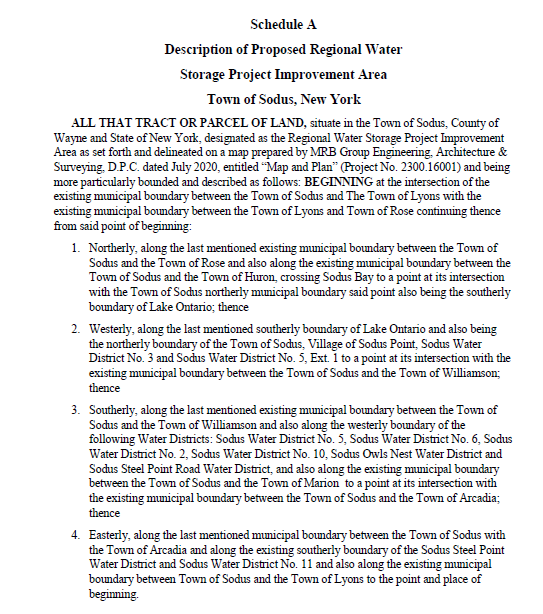 Schedule A
Description of Proposed Regional Water
Storage Project Improvement Area
Town of Sodus, New York
ALL THAT TRACT OR PARCEL OF LAND, situate in the Town of Sodus, County of
Wayne and State of New York, designated as the Regional Water Storage Project Improvement
Area as set forth and delineated on a map prepared by MRB Group Engineering, Architecture &
Surveying, D.P.C. dated July 2020, entitled “Map and Plan” (Project No. 2300.16001) and being
more particularly bounded and described as follows: BEGINNING at the intersection of the
existing municipal boundary between the Town of Sodus and The Town of Lyons with the
existing municipal boundary between the Town of Lyons and Town of Rose continuing thence
from said point of beginning:
1. Northerly, along the last mentioned existing municipal boundary between the Town of
Sodus and the Town of Rose and also along the existing municipal boundary between the
Town of Sodus and the Town of Huron, crossing Sodus Bay to a point at its intersection
with the Town of Sodus northerly municipal boundary said point also being the southerly
boundary of Lake Ontario; thence
2. Westerly, along the last mentioned southerly boundary of Lake Ontario and also being
the northerly boundary of the Town of Sodus, Village of Sodus Point, Sodus Water
District No. 3 and Sodus Water District No. 5, Ext. 1 to a point at its intersection with the
existing municipal boundary between the Town of Sodus and the Town of Williamson;
thence
3. Southerly, along the last mentioned existing municipal boundary between the Town of
Sodus and the Town of Williamson and also along the westerly boundary of the
following Water Districts: Sodus Water District No. 5, Sodus Water District No. 6, Sodus
Water District No. 2, Sodus Water District No. 10, Sodus Owls Nest Water District and
Sodus Steel Point Road Water District, and also along the existing municipal boundary
between the Town of Sodus and the Town of Marion to a point at its intersection with
the existing municipal boundary between the Town of Sodus and the Town of Arcadia;
thence
4. Easterly, along the last mentioned municipal boundary between the Town of Sodus with
the Town of Arcadia and along the existing southerly boundary of the Sodus Steel Point
Water District and Sodus Water District No. 11 and also along the existing municipal
boundary between Town of Sodus and the Town of Lyons to the point and place of
beginning.